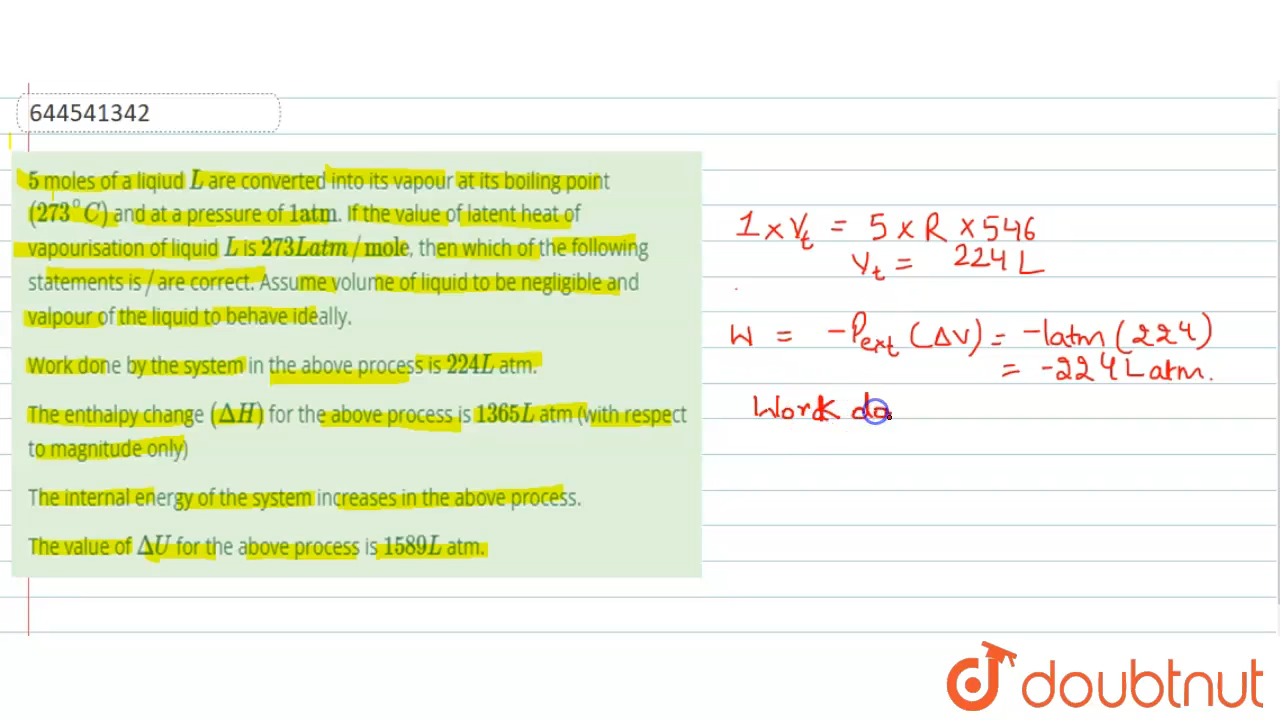 644541342
5 moles of a liqiud L are converted into its vapour at its boiling point
(273°C) and at a pressure of 1atm. If the value of latent heat of
vapourisation of liquid L is 273Latm/mole, then which of the following
statements is/are correct. Assume volume of liquid to be negligible and
valpour of the liquid to behave ideally.
Work done by the system in the above process is 224L atm.
The enthalpy change (ΔH) for the above process is 1365L atm (with respect
to magnitude only)
The internal energy of the system increases in the above process.
The value of ΔU for the above process is 1589L atm.
1 x Vt = 5 x R x 546
Vt = 224 L
W = -Pext (ΔV) = -1atm (224)
= -224 L atm.
Work do
doubtnut